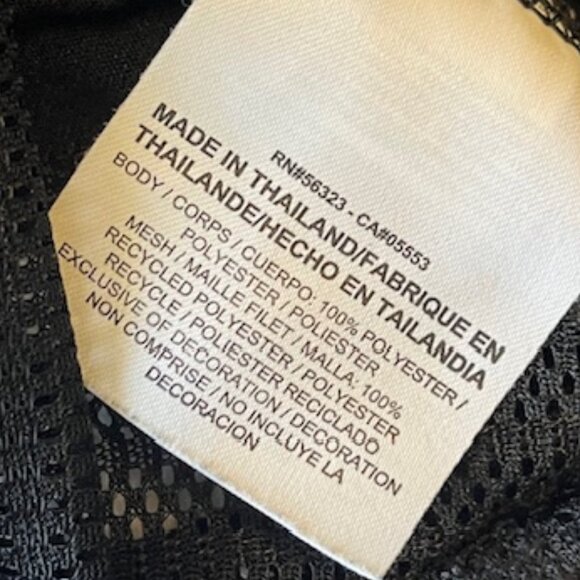 RN#56323 - CA#05553
MADE IN THAILAND/FABRIQUE EN
THAILANDE/HECHO EN TAILANDIA
BODY / CORPS / CUERPO: 100% POLYESTER /
POLYESTER / POLIESTER
MESH / MAILLE FILET / MALLA: 100%
RECYCLED POLYESTER / POLYESTER
RECYCLE / POLIESTER RECICLADO
EXCLUSIVE OF DECORATION / DECORATION
NON COMPRISE / NO INCLUYE LA
DECORACION